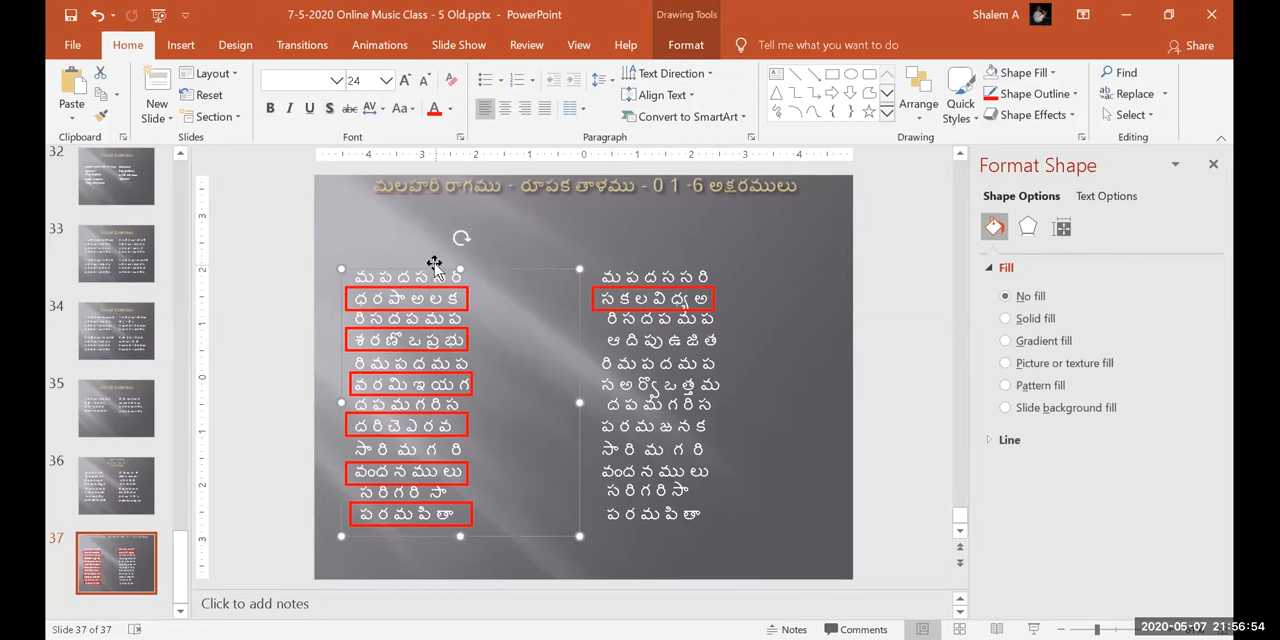 7-5-2020 Online Music Class - 5 Old.pptx - PowerPoint
Drawing Tools
Shalem A
File Home Insert Design Transitions Animations Slide Show Review View Help Format Tell me what you want to do Share
Paste
Clipboard
New Slide
Layout
Reset
Section
Slides
24
B I U S abc AV Aa A
Font
Text Direction
Align Text
Convert to SmartArt
Paragraph
Arrange
Quick Styles
Shape Fill
Shape Outline
Shape Effects
Drawing
Find
Replace
Select
Editing
32
33
34
35
36
37
మలహరి రాగము - రూపక తాళము - 0 1 -6 అక్షరములు
మ ప ద స స రి
ధ ర పా అ ల క
రి స ద ప మ ప
శ ర ణొ ఒ ప్ర భు
రి మ ప ద మ ప
వ ర మి ఇ య గ
ద ప మ గ రి స
ద రి చె ఎ ర వ
సా రి మ గ రి
వం ద న ము లు
స రి గ రి సా
ప ర మ పి తా
మ ప ద స స రి
స క ల వి ధ్య అ
రి స ద ప మ ప
ఆ ది పు ఉ జి త
రి మ ప ద మ ప
స అ ర్వొ ఒ త్త మ
ద ప మ గ రి స
ప ర మ జ న క
సా రి మ గ రి
వం ద న ము లు
స రి గ రి సా
ప ర మ పి తా
Format Shape
Shape Options Text Options
Fill
No fill
Solid fill
Gradient fill
Picture or texture fill
Pattern fill
Slide background fill
Line
Click to add notes
Slide 37 of 37
Notes
Comments
2020-05-07 21:56:54